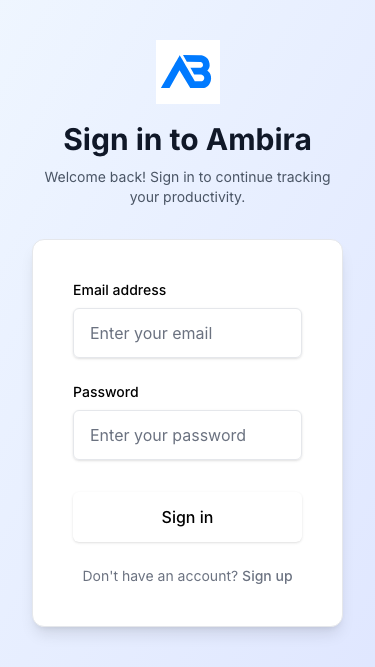 AB
Sign in to Ambira
Welcome back! Sign in to continue tracking
your productivity.
Email address
Enter your email
Password
Enter your password
Sign in
Don't have an account? Sign up